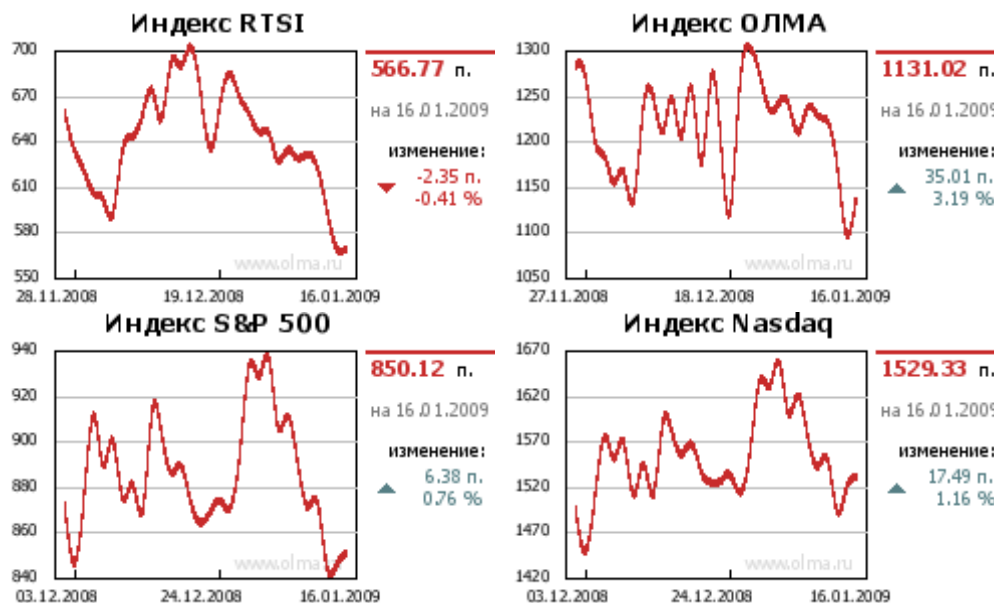 Индекс RTSI
700
670
640
610
580
550
28.11.2008 19.12.2008 16.01.2009
www.olma.ru
566.77 п.
на 16.01.2009
изменение:
-2.35 п.
-0.41 %
Индекс ОЛМА
1300
1250
1200
1150
1100
1050
27.11.2008 18.12.2008 16.01.2009
www.olma.ru
1131.02 п.
на 16.01.2009
изменение:
35.01 п.
3.19 %
Индекс S&P 500
940
920
900
880
860
840
03.12.2008 24.12.2008 16.01.2009
www.olma.ru
850.12 п.
на 16.01.2009
изменение:
6.38 п.
0.76 %
Индекс Nasdaq
1670
1620
1570
1520
1470
1420
03.12.2008 24.12.2008 16.01.2009
www.olma.ru
1529.33 п.
на 16.01.2009
изменение:
17.49 п.
1.16 %